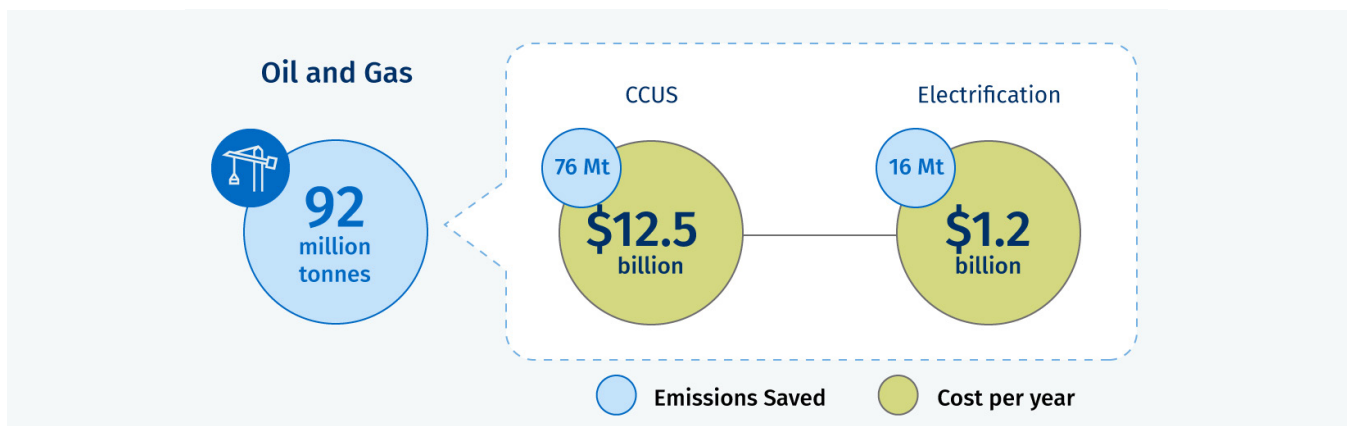 Oil and Gas
92
million
tonnes
CCUS
76 Mt
$12.5
billion
Electrification
16 Mt
$1.2
billion
Emissions Saved
Cost per year